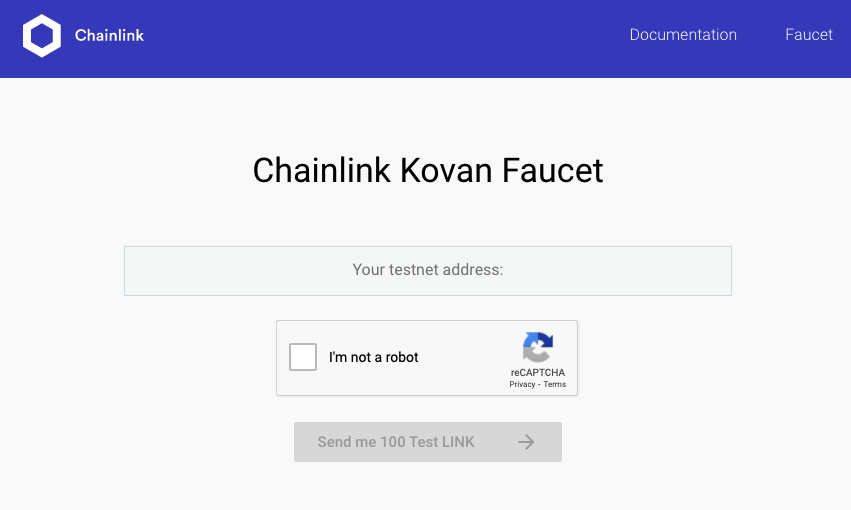 Chainlink
Documentation
Faucet
Chainlink Kovan Faucet
Your testnet address:
I'm not a robot
reCAPTCHA
Privacy - Terms
Send me 100 Test LINK